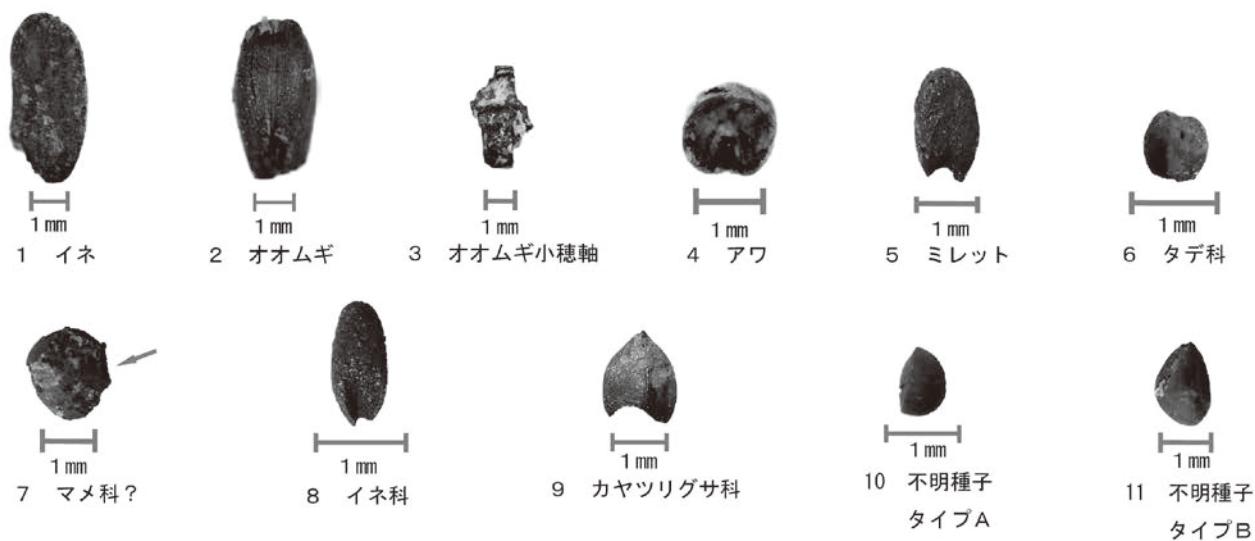 1 mm
1 mm
1 mm
1 mm
1 mm
1 mm
1 イネ
2 オオムギ
3 オオムギ小穂軸
4 アワ
5 ミレット
6 タデ科
1 mm
1 mm
1 mm
1 mm
1 mm
7 マメ科？
8 イネ科
9 カヤツリグサ科
10 不明種子
タイプA
11 不明種子
タイプB